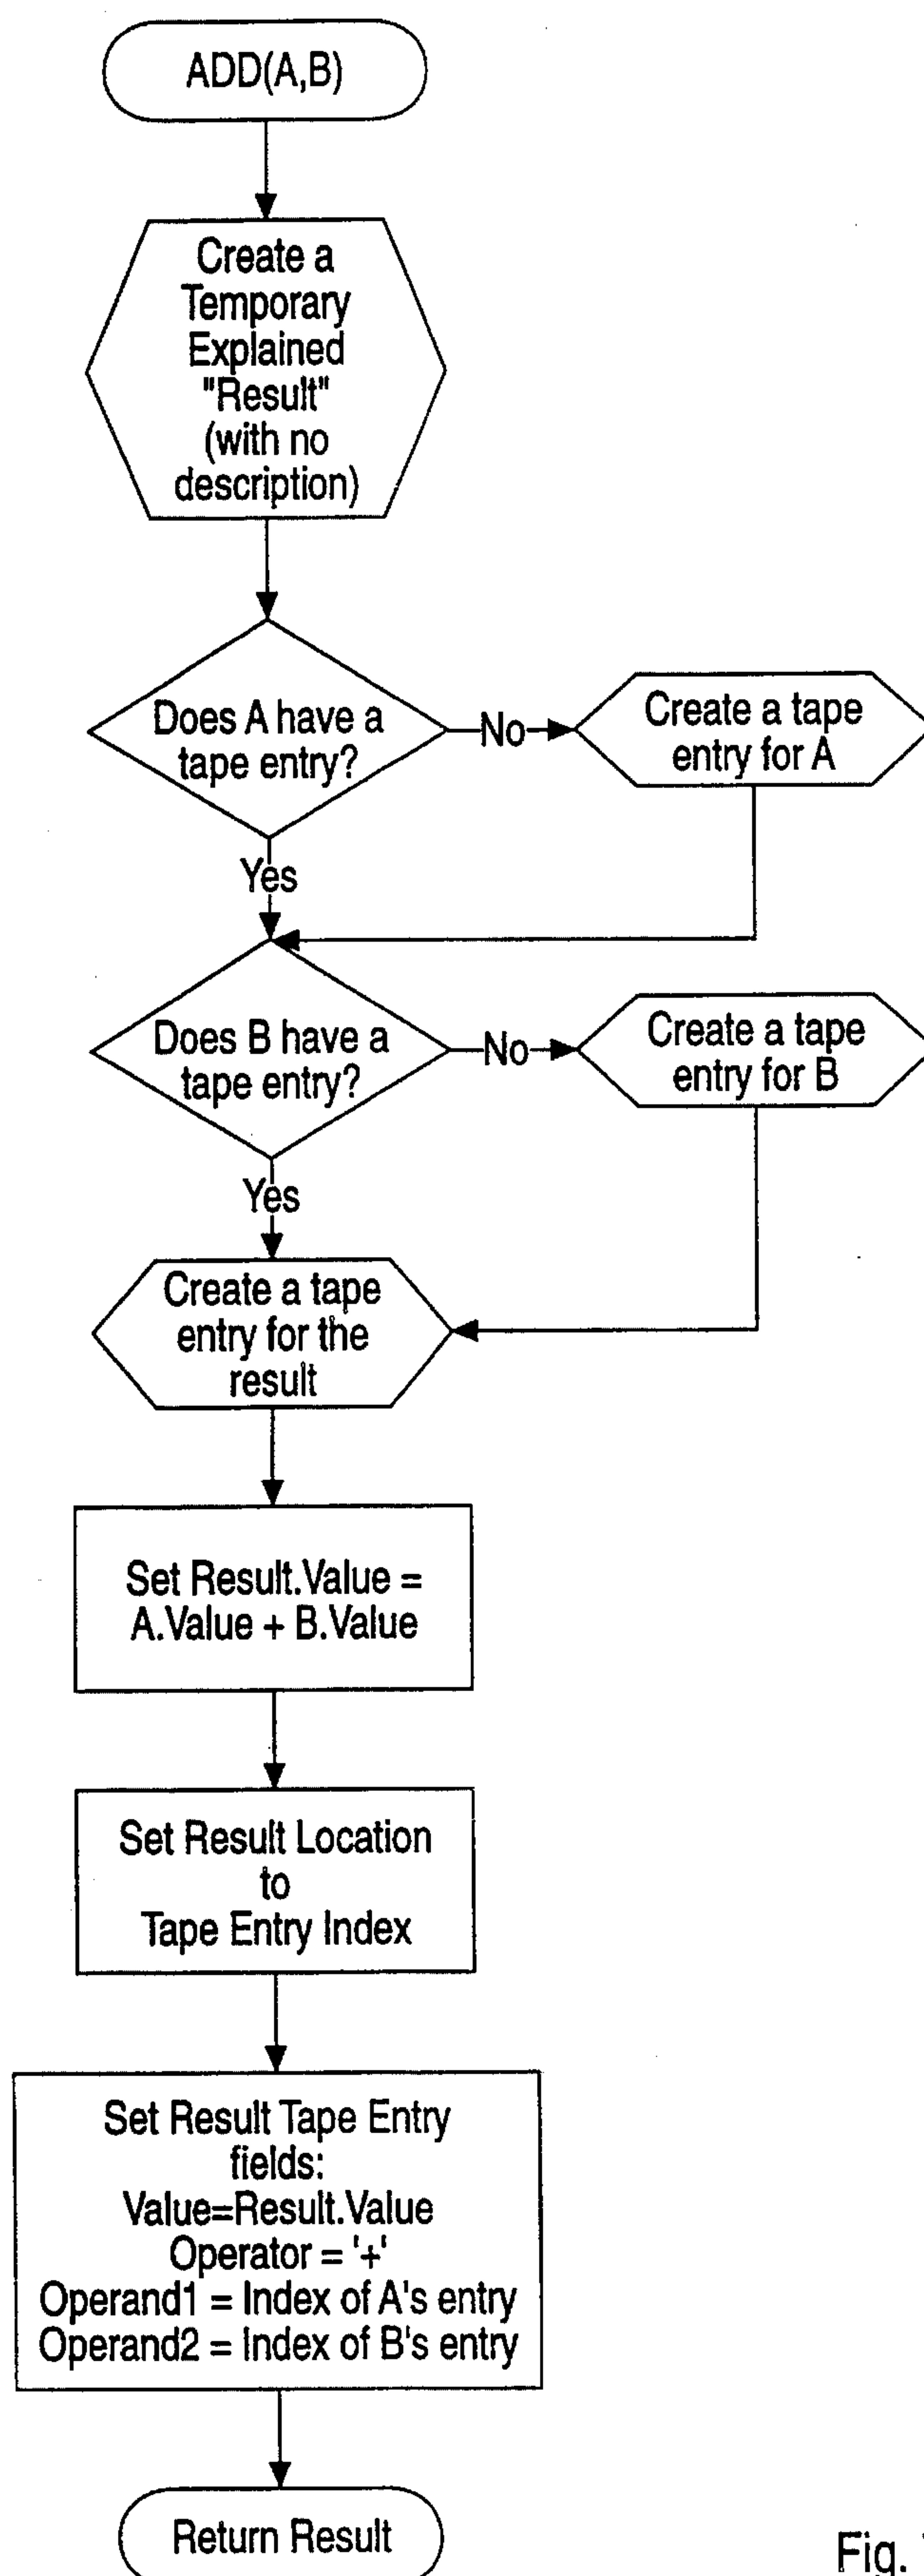 ADD(A,B)
Create a
Temporary
Explained
"Result"
(with no
description)
Does A have a
tape entry?
No
Create a tape
entry for A
Yes
Does B have a
tape entry?
No
Create a tape
entry for B
Yes
Create a tape
entry for the
result
Set Result.Value =
A.Value + B.Value
Set Result Location
to
Tape Entry Index
Set Result Tape Entry
fields:
Value=Result.Value
Operator = '+'
Operand1 = Index of A's entry
Operand2 = Index of B's entry
Return Result
Fig.